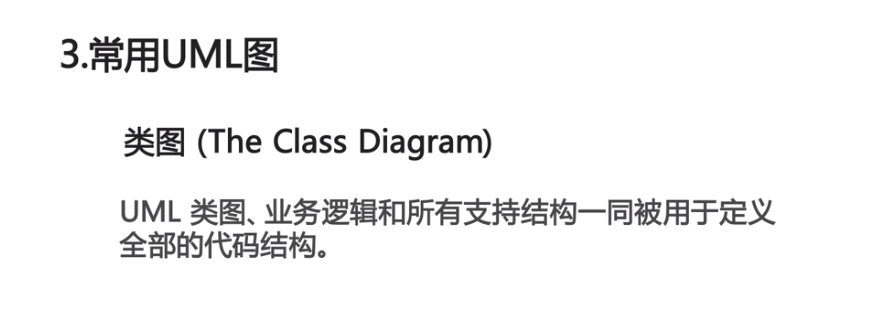 3.常用UML图
类图 (The Class Diagram)
UML 类图、业务逻辑和所有支持结构一同被用于定义
全部的代码结构。